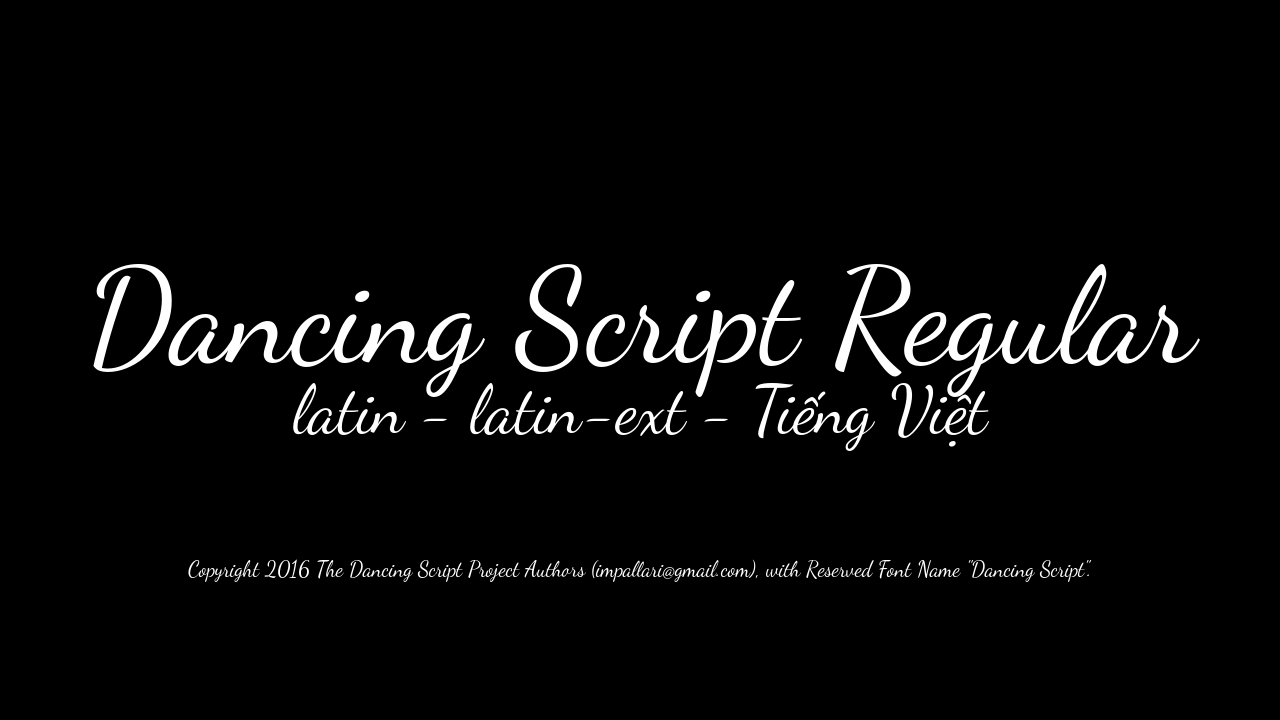 Dancing Script Regular
latin - latin-ext - Tiếng Việt
Copyright 2016 The Dancing Script Project Authors (impallari@gmail.com), with Reserved Font Name "Dancing Script".